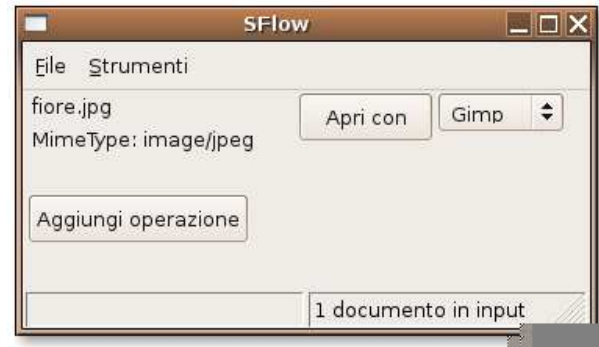 SFlow
File Strumenti
fiore.jpg
MimeType: image/jpeg
Apri con
Gimp
Aggiungi operazione
1 documento in input